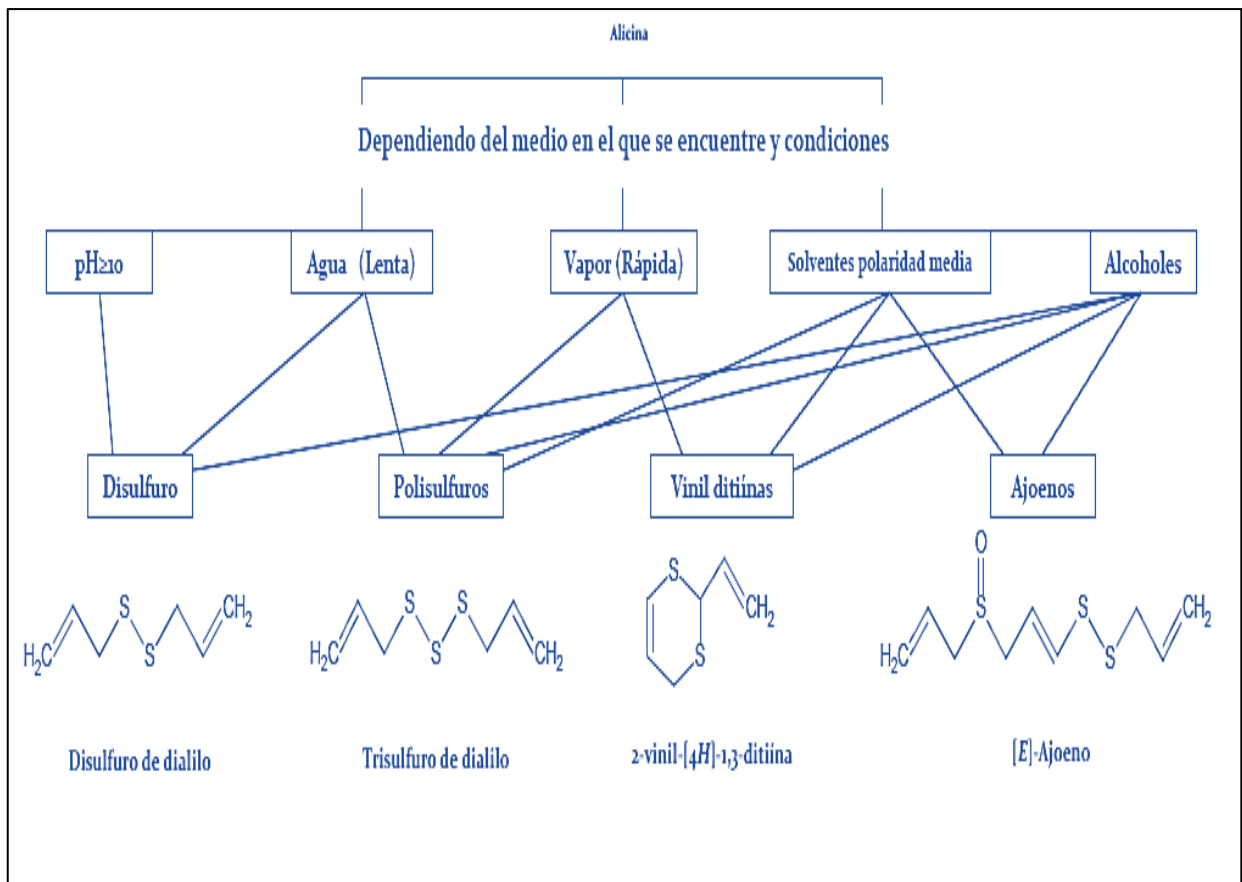 Alicina
Dependiendo del medio en el que se encuentre y condiciones
pH≥10
Agua (Lenta)
Vapor (Rápida)
Solventes polaridad media
Alcoholes
Disulfuro
Polisulfuros
Vinil ditiínas
Ajoenos
H₂C
S
S
CH₂
H₂C
S
S
S
CH₂
S
S
CH₂
O
H₂C
S
S
S
CH₂
Disulfuro de dialilo
Trisulfuro de dialilo
2-vinil-[4H]-1,3-ditiína
[E]-Ajoeno